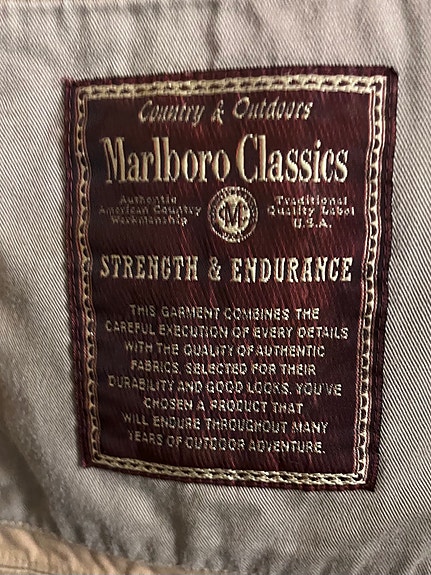 Country & Outdoors
Marlboro Classics
Authentic
American Country
Workmanship
MC
Traditional
Quality Label
U.S.A.
STRENGTH & ENDURANCE
THIS GARMENT COMBINES THE
CAREFUL EXECUTION OF EVERY DETAILS
WITH THE QUALITY OF AUTHENTIC
FABRICS, SELECTED FOR THEIR
DURABILITY AND GOOD LOOKS. YOU'VE
CHOSEN A PRODUCT THAT
WILL ENDURE THROUGHOUT MANY
YEARS OF OUTDOOR ADVENTURE.